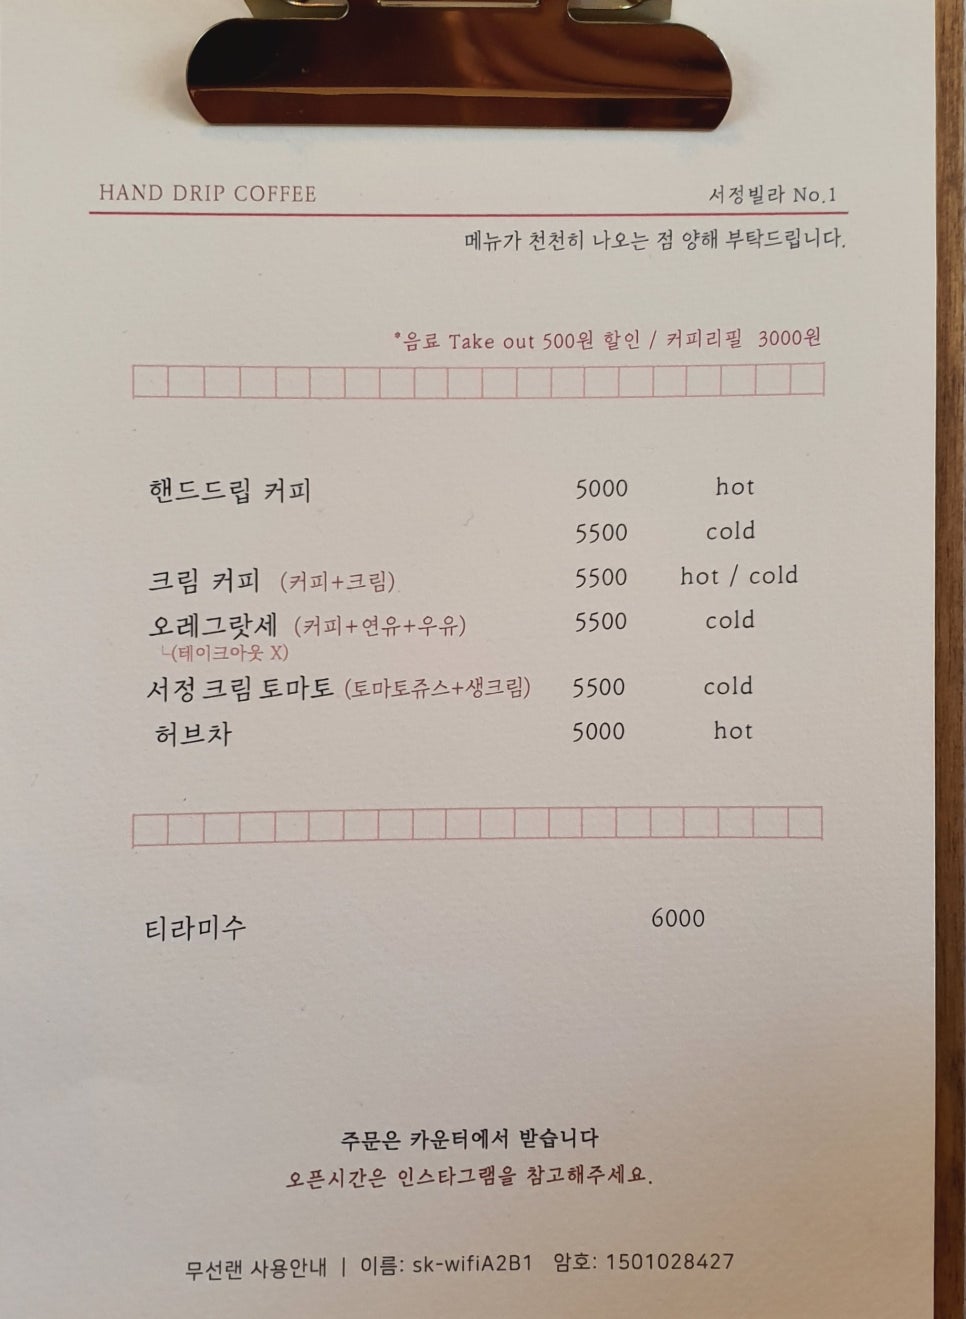 HAND DRIP COFFEE 서정빌라 No.1
메뉴가 천천히 나오는 점 양해 부탁드립니다.
*음료 Take out 500원 할인 / 커피리필 3000원
핸드드립 커피 5000 hot
5500 cold
크림 커피 (커피+크림) 5500 hot / cold
오레그랏세 (커피+연유+우유) 5500 cold
└(테이크아웃 X)
서정 크림 토마토 (토마토쥬스+생크림) 5500 cold
허브차 5000 hot
티라미수 6000
주문은 카운터에서 받습니다
오픈시간은 인스타그램을 참고해주세요.
무선랜 사용안내 | 이름: sk-wifiA2B1 암호: 1501028427